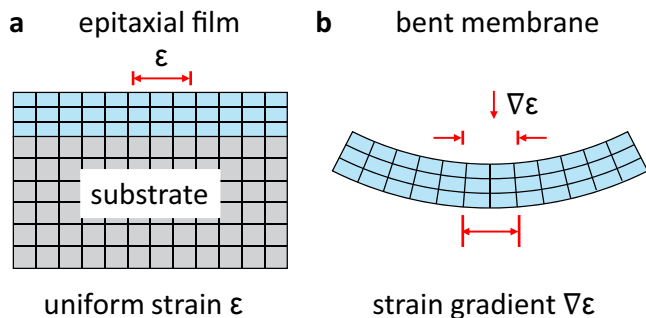 a epitaxial film
ε
substrate
uniform strain ε
b bent membrane
∇ε
strain gradient ∇ε